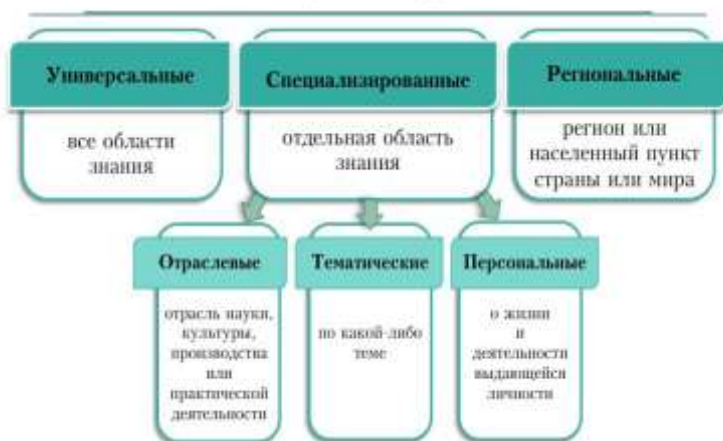 Универсальные
все области
знания
Специализированные
отдельная область
знания
Региональные
регион или
населенный пункт
страны или мира
Отраслевые
отрасль науки,
культуры,
производства
или
практической
деятельности
Тематические
по какой-либо
теме
Персональные
о жизни
и
деятельности
выдающейся
личности